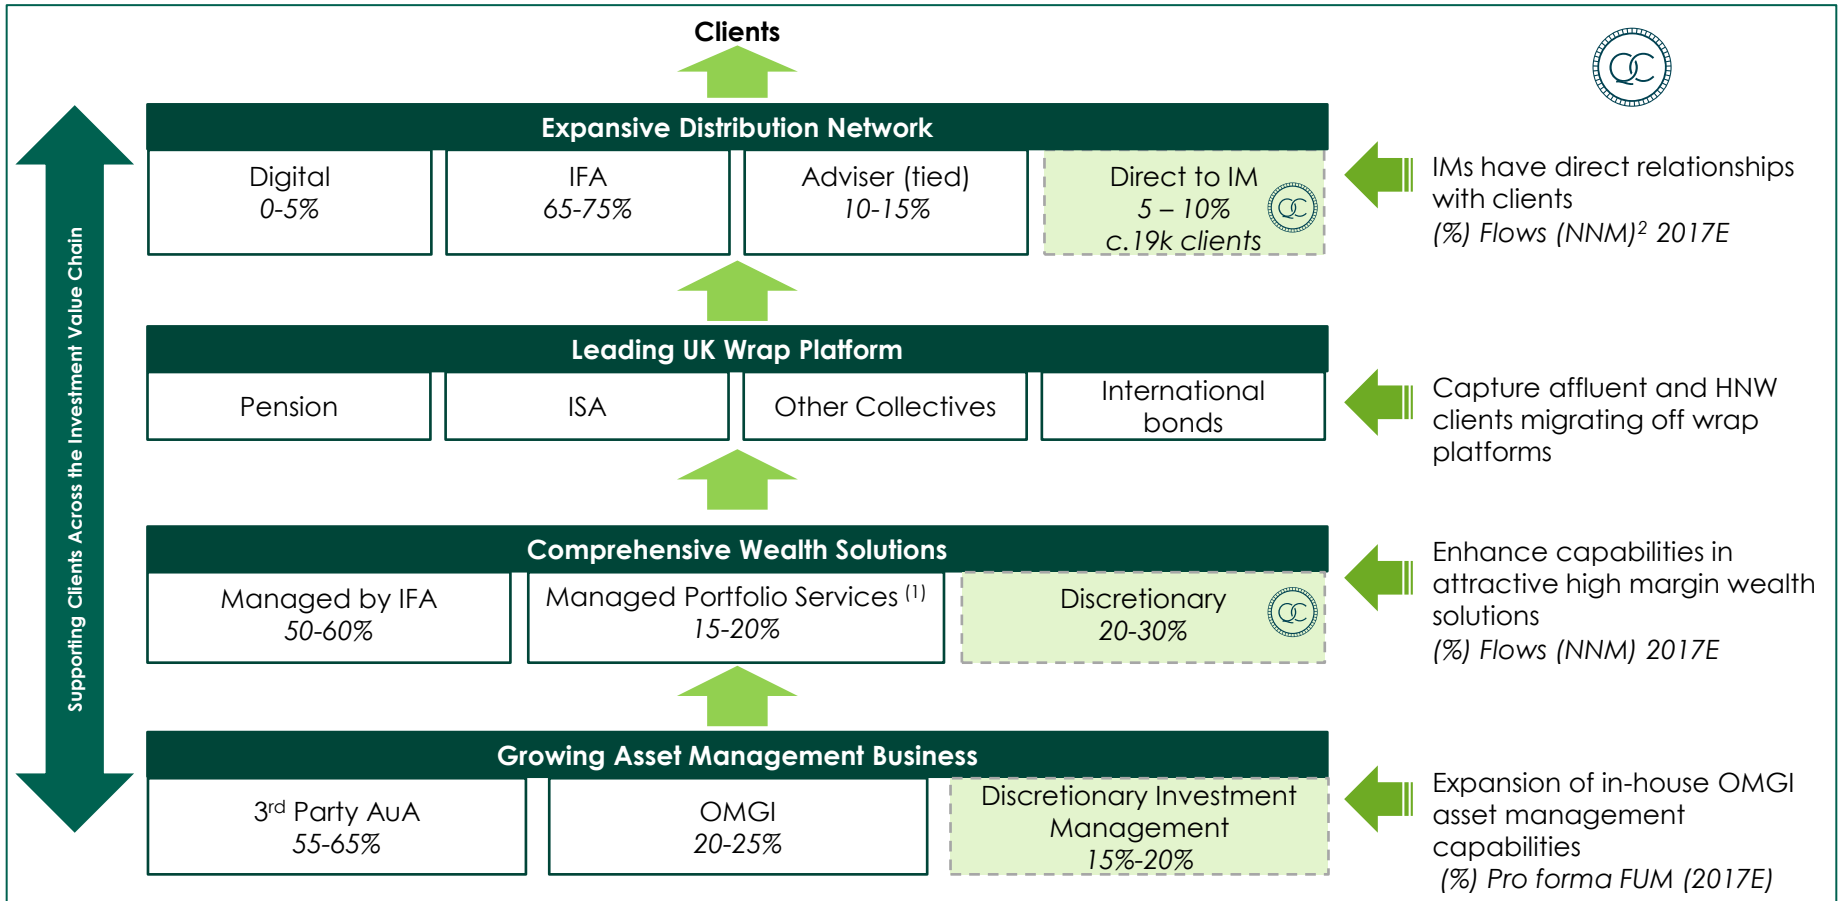 Clients
QC
Supporting Clients Across the Investment Value Chain
Expansive Distribution Network
Digital
0-5%
IFA
65-75%
Adviser (tied)
10-15%
Direct to IM
5 – 10%
c.19k clients
QC
IMs have direct relationships
with clients
(%) Flows (NNM)² 2017E
Leading UK Wrap Platform
Pension
ISA
Other Collectives
International
bonds
Capture affluent and HNW
clients migrating off wrap
platforms
Comprehensive Wealth Solutions
Managed by IFA
50-60%
Managed Portfolio Services (1)
15-20%
Discretionary
20-30%
QC
Enhance capabilities in
attractive high margin wealth
solutions
(%) Flows (NNM) 2017E
Growing Asset Management Business
3rd Party AuA
55-65%
OMGI
20-25%
Discretionary Investment
Management
15%-20%
Expansion of in-house OMGI
asset management
capabilities
(%) Pro forma FUM (2017E)